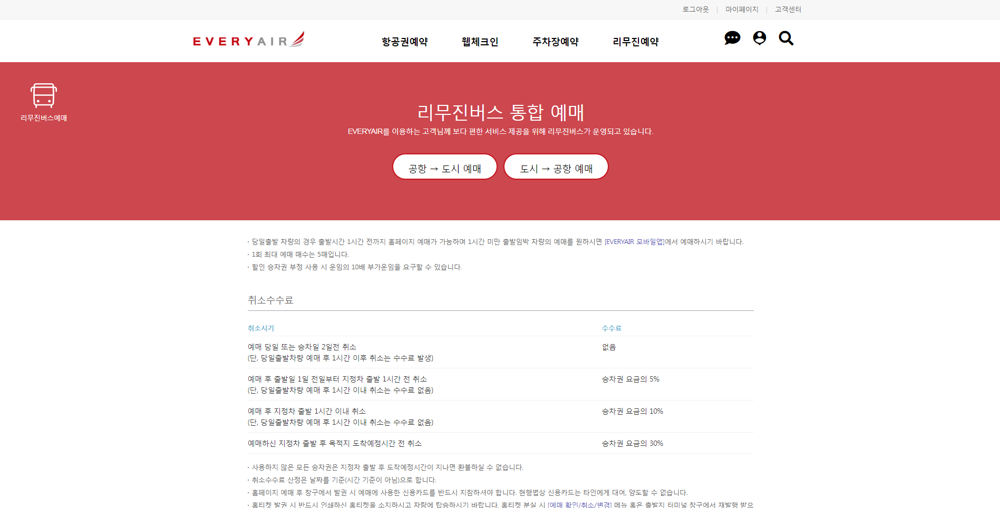 로그아웃 | 마이페이지 | 고객센터
EVERYAIR
항공권예약 웹체크인 주차장예약 리무진예약
리무진버스예매
리무진버스 통합 예매
EVERYAIR를 이용하는 고객님께 보다 편한 서비스 제공을 위해 리무진버스가 운영되고 있습니다.
공항 → 도시 예매 도시 → 공항 예매
· 당일출발 차량의 경우 출발시간 1시간 전까지 홈페이지 예매가 가능하며 1시간 미만 출발임박 차량의 예매를 원하시면 [EVERYAIR 모바일앱]에서 예매하시기 바랍니다.
· 1회 최대 예매 매수는 5매입니다.
· 할인 승차권 부정 사용 시 운임의 10배 부가운임을 요구할 수 있습니다.
취소수수료
취소시기 수수료
예매 당일 또는 승차일 2일전 취소 없음
(단, 당일출발차량 예매 후 1시간 이후 취소는 수수료 발생)
예매 후 출발일 1일 전일부터 지정차 출발 1시간 전 취소 승차권 요금의 5%
(단, 당일출발차량 예매 후 1시간 이내 취소는 수수료 없음)
예매 후 지정차 출발 1시간 이내 취소 승차권 요금의 10%
(단, 당일출발차량 예매 후 1시간 이내 취소는 수수료 없음)
예매하신 지정차 출발 후 목적지 도착예정시간 전 취소 승차권 요금의 30%
· 사용하지 않은 모든 승차권은 지정차 출발 후 도착예정시간이 지나면 환불하실 수 없습니다.
· 취소수수료 산정은 날짜를 기준(시간 기준이 아님)으로 합니다.
· 홈페이지 예매 후 창구에서 발권 시 예매에 사용한 신용카드를 반드시 지참하셔야 합니다. 현행법상 신용카드는 타인에게 대여, 양도할 수 없습니다.
· 홈티켓 발권 시 반드시 인쇄하신 홈티켓을 소지하시고 차량에 탑승하시기 바랍니다. 홈티켓 분실 시 [예매 확인/취소/변경] 메뉴 혹은 출발지 터미널 창구에서 재발행 받으